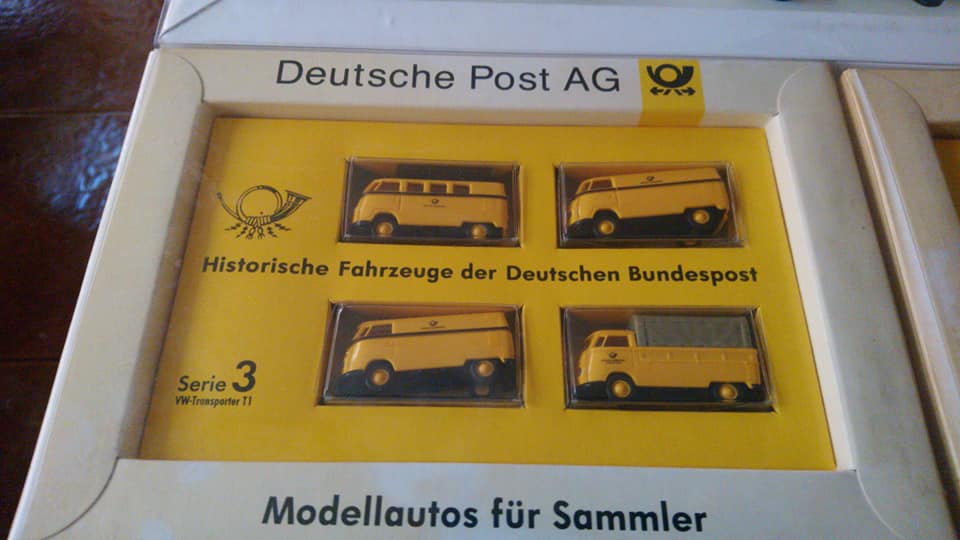 Deutsche Post AG
Historische Fahrzeuge der Deutschen Bundespost
Serie 3
VW-Transporter T1
Modellautos für Sammler